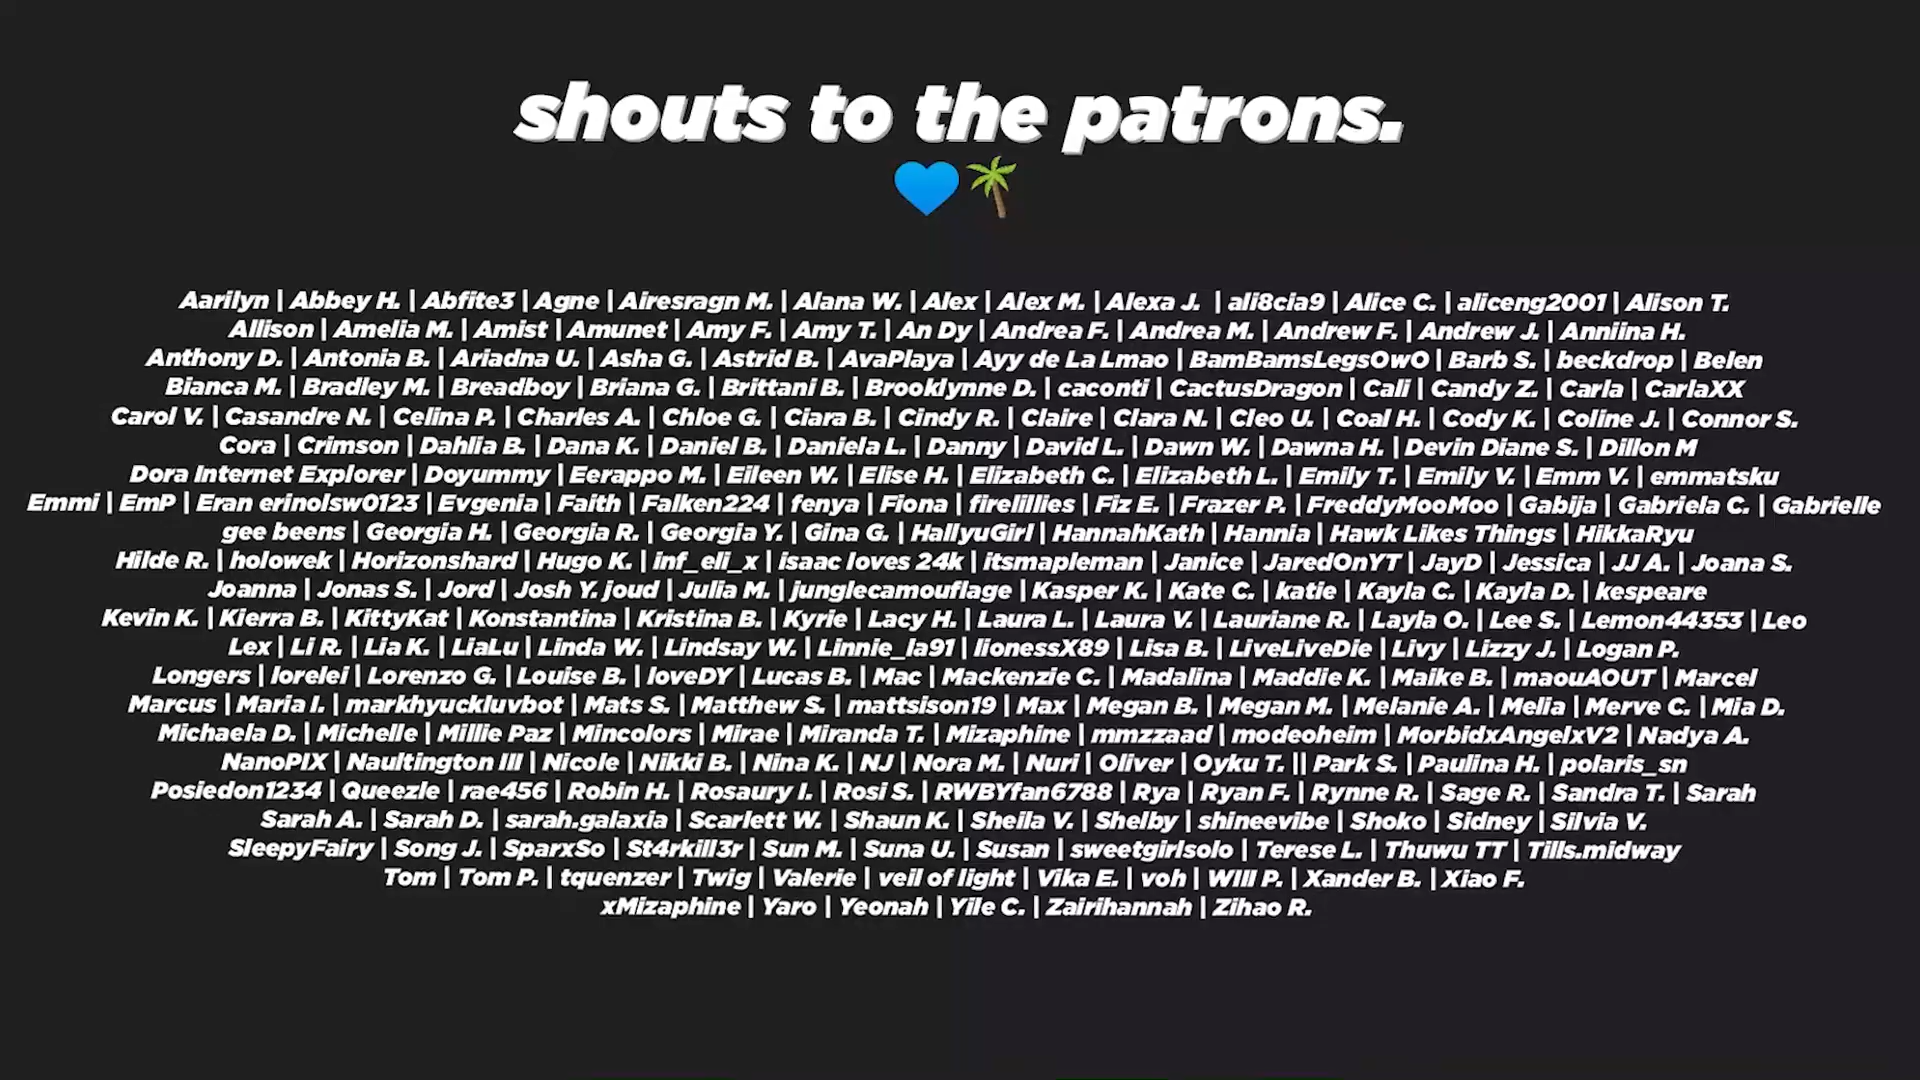 shouts to the patrons.
💙🌴
Aarilyn | Abbey H. | Abfite3 | Agne | Airesragn M. | Alana W. | Alex | Alex M. | Alexa J.  | ali8cia9 | Alice C. | aliceng2001 | Alison T.
Allison | Amelia M. | Amist | Amunet | Amy F. | Amy T. | An Dy | Andrea F. | Andrea M. | Andrew F. | Andrew J. | Anniina H.
Anthony D. | Antonia B. | Ariadna U. | Asha G. | Astrid B. | AvaPlaya | Ayy de La Lmao | BamBamsLegsOwO | Barb S. | beckdrop | Belen
Bianca M. | Bradley M. | Breadboy | Briana G. | Brittani B. | Brooklynne D. | caconti | CactusDragon | Cali | Candy Z. | Carla | CarlaXX
Carol V. | Casandre N. | Celina P. | Charles A. | Chloe G. | Ciara B. | Cindy R. | Claire | Clara N. | Cleo U. | Coal H. | Cody K. | Coline J. | Connor S.
Cora | Crimson | Dahlia B. | Dana K. | Daniel B. | Daniela L. | Danny | David L. | Dawn W. | Dawna H. | Devin Diane S. | Dillon M
Dora Internet Explorer | Doyummy | Eerappo M. | Eileen W. | Elise H. | Elizabeth C. | Elizabeth L. | Emily T. | Emily V. | Emm V. | emmatsku
Emmi | EmP | Eran erinolsw0123 | Evgenia | Faith | Falken224 | fenya | Fiona | firelillies | Fiz E. | Frazer P. | FreddyMooMoo | Gabija | Gabriela C. | Gabrielle
gee beens | Georgia H. | Georgia R. | Georgia Y. | Gina G. | HallyuGirl | HannahKath | Hannia | Hawk Likes Things | HikkaRyu
Hilde R. | holowek | Horizonshard | Hugo K. | inf_eli_x | isaac loves 24k | itsmapleman | Janice | JaredOnYT | JayD | Jessica | JJ A. | Joana S.
Joanna | Jonas S. | Jord | Josh Y. joud | Julia M. | junglecamouflage | Kasper K. | Kate C. | katie | Kayla C. | Kayla D. | kespeare
Kevin K. | Kierra B. | KittyKat | Konstantina | Kristina B. | Kyrie | Lacy H. | Laura L. | Laura V. | Lauriane R. | Layla O. | Lee S. | Lemon44353 | Leo
Lex | Li R. | Lia K. | LiaLu | Linda W. | Lindsay W. | Linnie_la91 | lionessX89 | Lisa B. | LiveLiveDie | Livy | Lizzy J. | Logan P.
Longers | lorelei | Lorenzo G. | Louise B. | loveDY | Lucas B. | Mac | Mackenzie C. | Madalina | Maddie K. | Maike B. | maouAOUT | Marcel
Marcus | Maria I. | markhyuckluvbot | Mats S. | Matthew S. | mattsison19 | Max | Megan B. | Megan M. | Melanie A. | Melia | Merve C. | Mia D.
Michaela D. | Michelle | Millie Paz | Mincolors | Mirae | Miranda T. | Mizaphine | mmzzaad | modeoheim | MorbidxAngelxV2 | Nadya A.
NanoPIX | Naultington III | Nicole | Nikki B. | Nina K. | NJ | Nora M. | Nuri | Oliver | Oyku T. || Park S. | Paulina H. | polaris_sn
Posiedon1234 | Queezle | rae456 | Robin H. | Rosaury I. | Rosi S. | RWBYfan6788 | Rya | Ryan F. | Rynne R. | Sage R. | Sandra T. | Sarah
Sarah A. | Sarah D. | sarah.galaxia | Scarlett W. | Shaun K. | Sheila V. | Shelby | shineevibe | Shoko | Sidney | Silvia V.
SleepyFairy | Song J. | SparxSo | St4rkill3r | Sun M. | Suna U. | Susan | sweetgirlsolo | Terese L. | Thuwu TT | Tills.midway
Tom | Tom P. | tquenzer | Twig | Valerie | veil of light | Vika E. | voh | WIll P. | Xander B. | Xiao F.
xMizaphine | Yaro | Yeonah | Yile C. | Zairihannah | Zihao R.